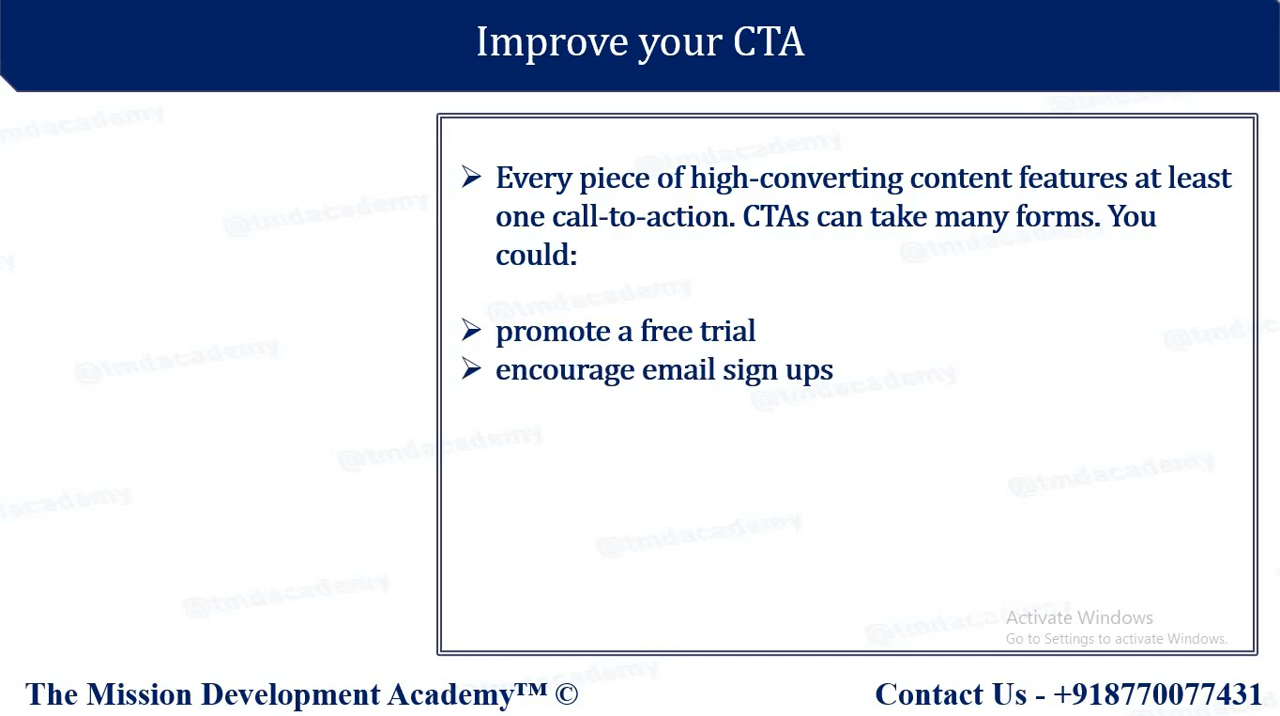 Improve your CTA
➢ Every piece of high-converting content features at least
one call-to-action. CTAs can take many forms. You
could:
➢ promote a free trial
➢ encourage email sign ups
@tmdacademy
Activate Windows
Go to Settings to activate Windows.
The Mission Development Academy™ ©
Contact Us - +918770077431